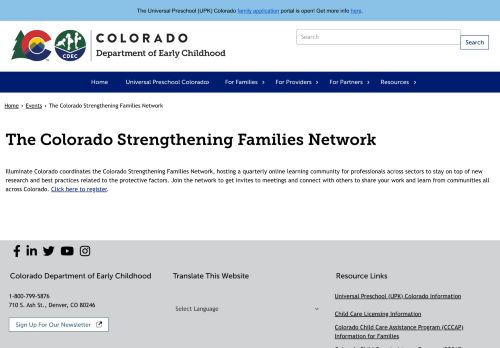 The Universal Preschool (UPK) Colorado family application portal is open! Get more info here.
COLORADO
Department of Early Childhood
CDEC
Search
Search
Home Universal Preschool Colorado For Families For Providers For Partners Resources
Home › Events › The Colorado Strengthening Families Network
The Colorado Strengthening Families Network
Illuminate Colorado coordinates the Colorado Strengthening Families Network, hosting a quarterly online learning community for professionals across sectors to stay on top of new
research and best practices related to the protective factors. Join the network to get invites to meetings and connect with others to share your work and learn from communities all
across Colorado. Click here to register.
Colorado Department of Early Childhood
1-800-799-5876
710 S. Ash St., Denver, CO 80246
Sign Up For Our Newsletter
Translate This Website
Select Language
Resource Links
Universal Preschool (UPK) Colorado Information
Child Care Licensing Information
Colorado Child Care Assistance Program (CCCAP)
Information for Families